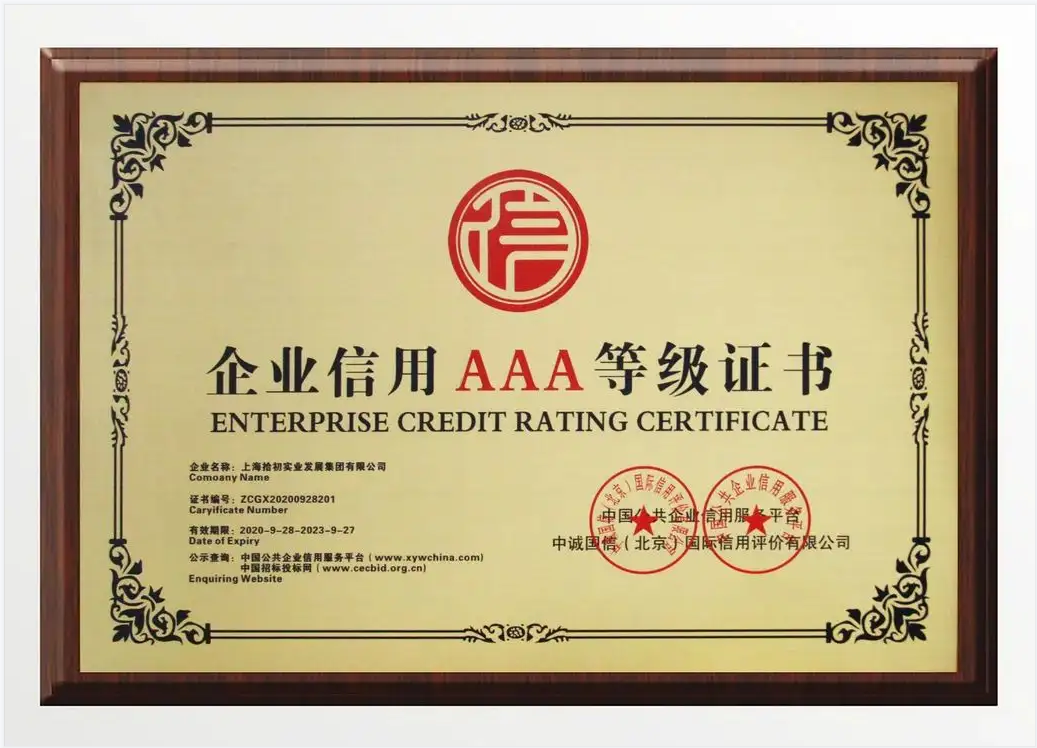 信
企业信用 AAA 等级证书
ENTERPRISE CREDIT RATING CERTIFICATE
企业名称：上海拾初实业发展集团有限公司
Comoany Name
证书编号：ZCGX20200928201
Caryificate Number
有效期限：2020-9-28-2023-9-27
Date of Expiry
公示查询：中国公共企业信用服务平台（www.xywchina.com)
中国招标投标网（www.cecbid.org.cn)
Enquiring Website
中国公共企业信用服务平台
中诚国信（北京）国际信用评价有限公司